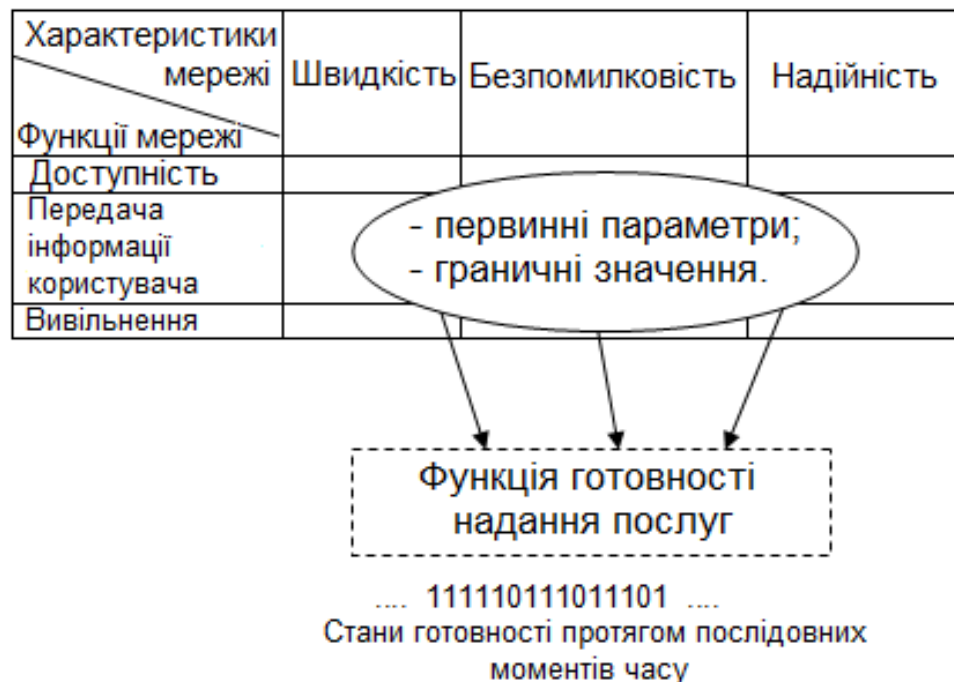 Характеристики
мережі
Функції мережі
Швидкість
Безпомилковість
Надійність
Доступність
Передача
інформації
користувача
Вивільнення
- первинні параметри;
- граничні значення.
Функція готовності
надання послуг
.... 111110111011101 ....
Стани готовності протягом послідовних
моментів часу